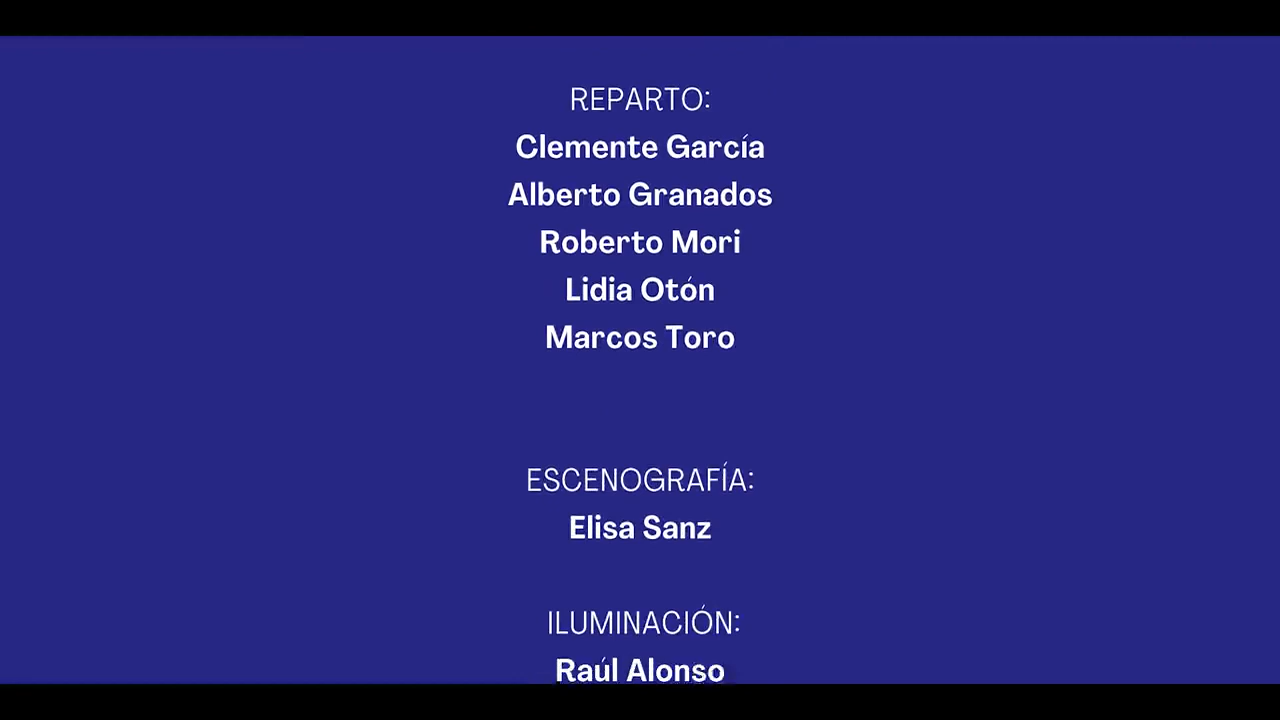 REPARTO:
Clemente García
Alberto Granados
Roberto Mori
Lidia Otón
Marcos Toro
ESCENOGRAFÍA:
Elisa Sanz
ILUMINACIÓN:
Raúl Alonso